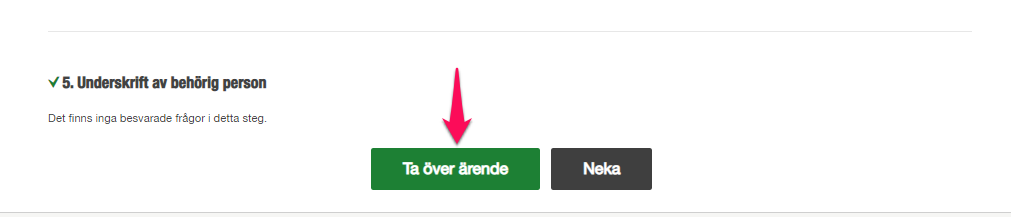 5. Underskrift av behörig person
Det finns inga besvarade frågor i detta steg.
Ta över ärende Neka